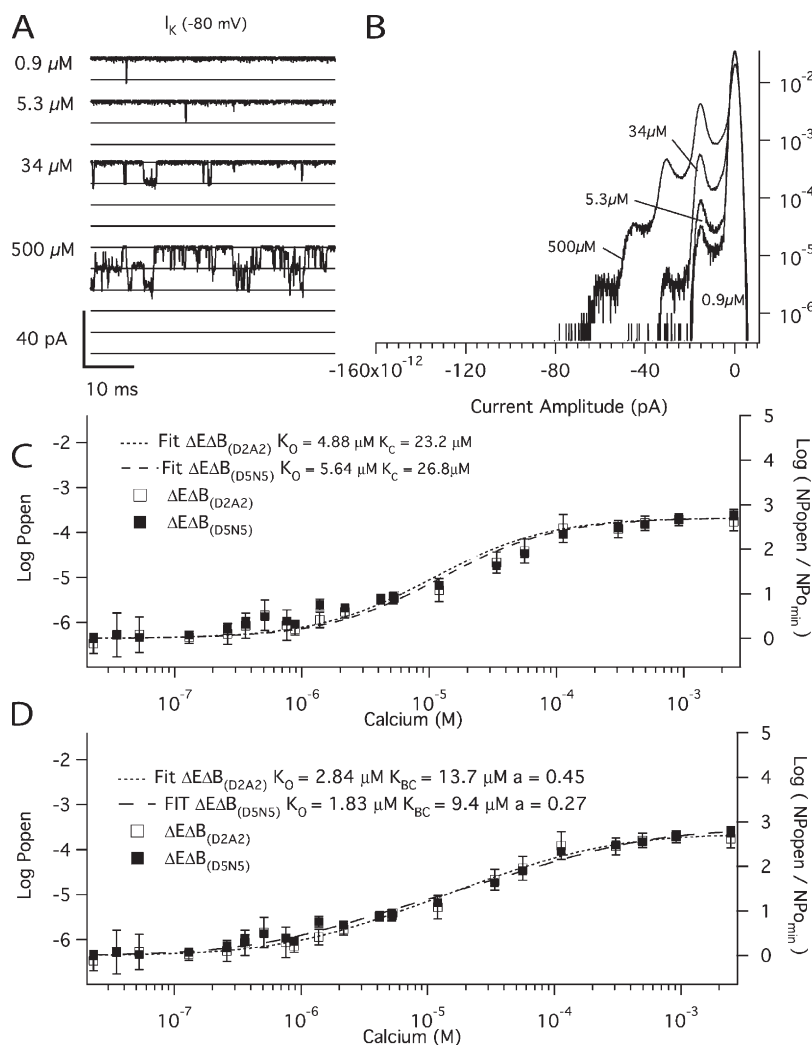 A
I_K (-80 mV)
0.9 µM
5.3 µM
34 µM
500 µM
40 pA
10 ms
B
34µM
5.3µM
500µM
0.9µM
10^-2
10^-3
10^-4
10^-5
10^-6
-160x10^-12 -120 -80 -40 0
Current Amplitude (pA)
C
Fit ΔEΔB(D2A2) K_O = 4.88 µM K_C = 23.2 µM
Fit ΔEΔB(D5N5) K_O = 5.64 µM K_C = 26.8µM
ΔEΔB(D2A2)
ΔEΔB(D5N5)
Log Popen
-2
-3
-4
-5
-6
Log ( NPopen / NPo_min )
5
4
3
2
1
0
10^-7 10^-6 10^-5 10^-4 10^-3
Calcium (M)
D
Fit ΔEΔB(D2A2) K_O = 2.84 µM K_BC = 13.7 µM a = 0.45
FIT ΔEΔB(D5N5) K_O = 1.83 µM K_BC = 9.4 µM a = 0.27
ΔEΔB(D2A2)
ΔEΔB(D5N5)
Log Popen
-2
-3
-4
-5
-6
Log ( NPopen / NPo_min )
5
4
3
2
1
0
10^-7 10^-6 10^-5 10^-4 10^-3
Calcium (M)